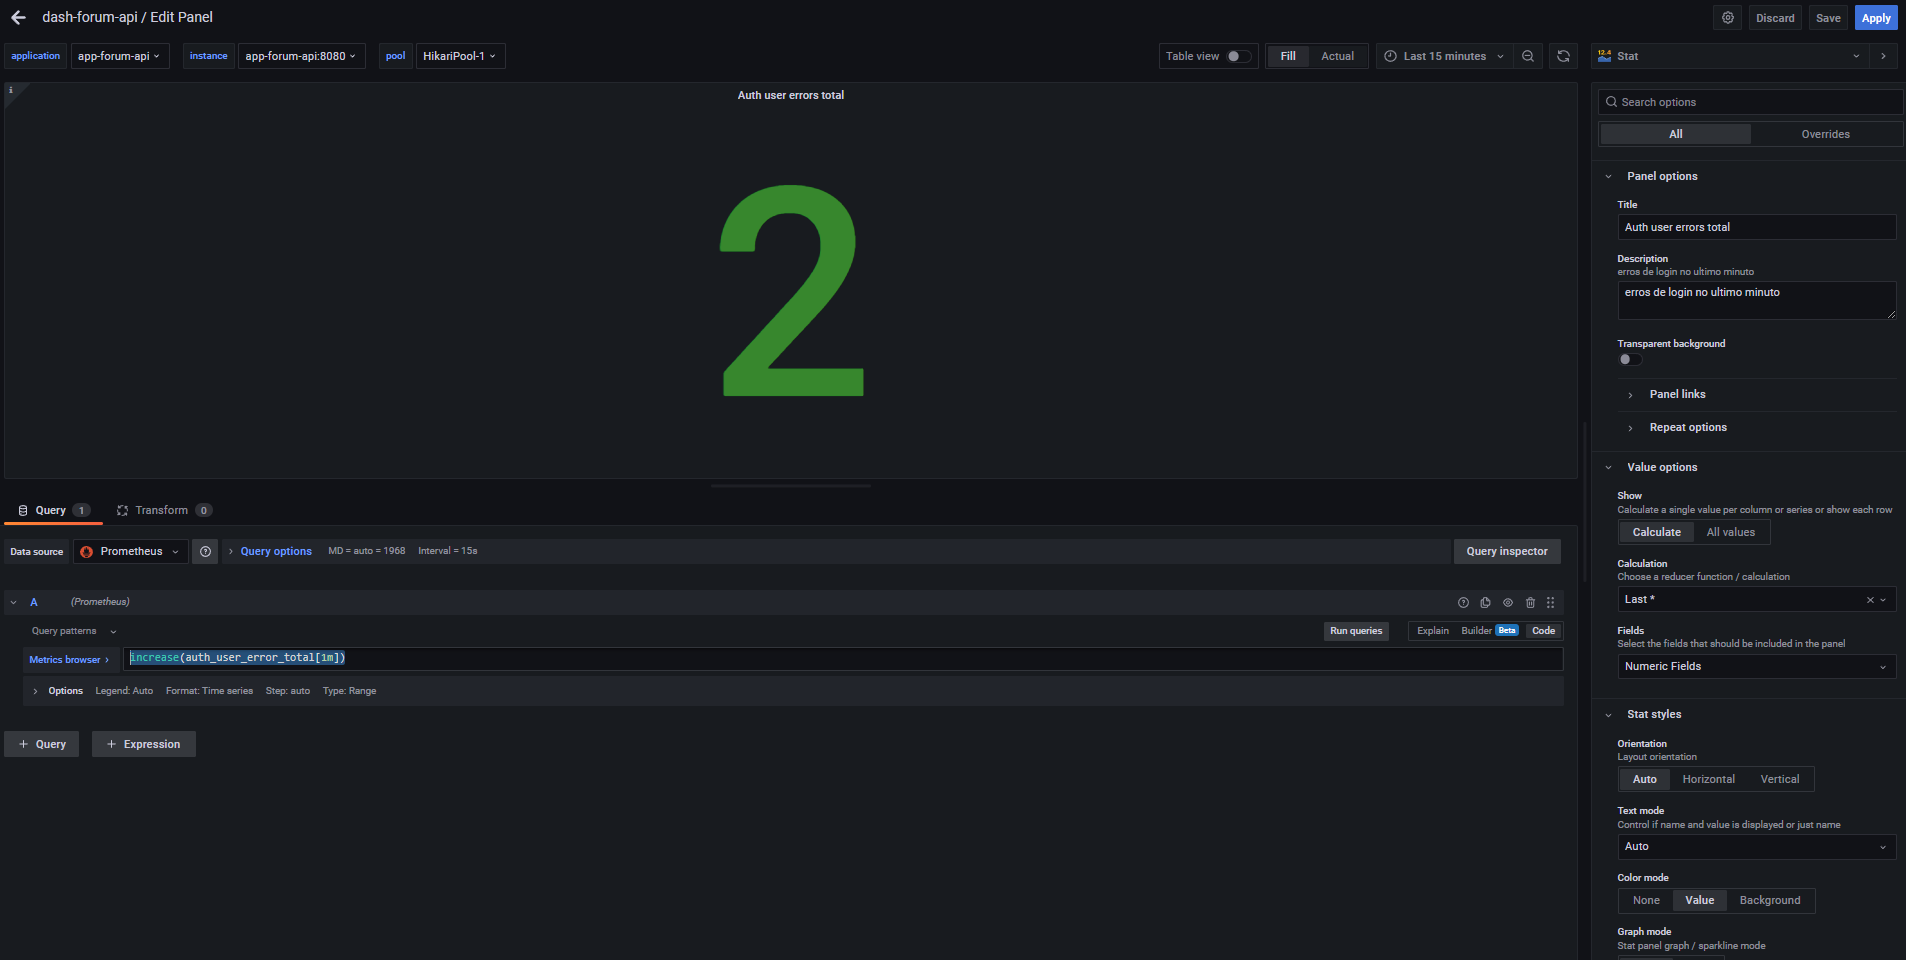 dash-forum-api / Edit Panel
Discard Save Apply
application app-forum-api instance app-forum-api:8080 pool HikariPool-1
Table view Fill Actual Last 15 minutes
12.4 Stat
i
Auth user errors total
2
Search options
All Overrides
Panel options
Title
Auth user errors total
Description
erros de login no ultimo minuto
erros de login no ultimo minuto
Transparent background
Panel links
Repeat options
Value options
Show
Calculate a single value per column or series or show each row
Calculate All values
Calculation
Choose a reducer function / calculation
Last *
Fields
Select the fields that should be included in the panel
Numeric Fields
Stat styles
Orientation
Layout orientation
Auto Horizontal Vertical
Text mode
Control if name and value is displayed or just name
Auto
Color mode
None Value Background
Graph mode
Stat panel graph / sparkline mode
Query 1 Transform 0
Data source Prometheus Query options MD = auto = 1968 Interval = 15s Query inspector
A (Prometheus)
Query patterns Run queries Explain Builder Beta Code
Metrics browser > increase(auth_user_error_total[1m])
Options Legend: Auto Format: Time series Step: auto Type: Range
+ Query + Expression